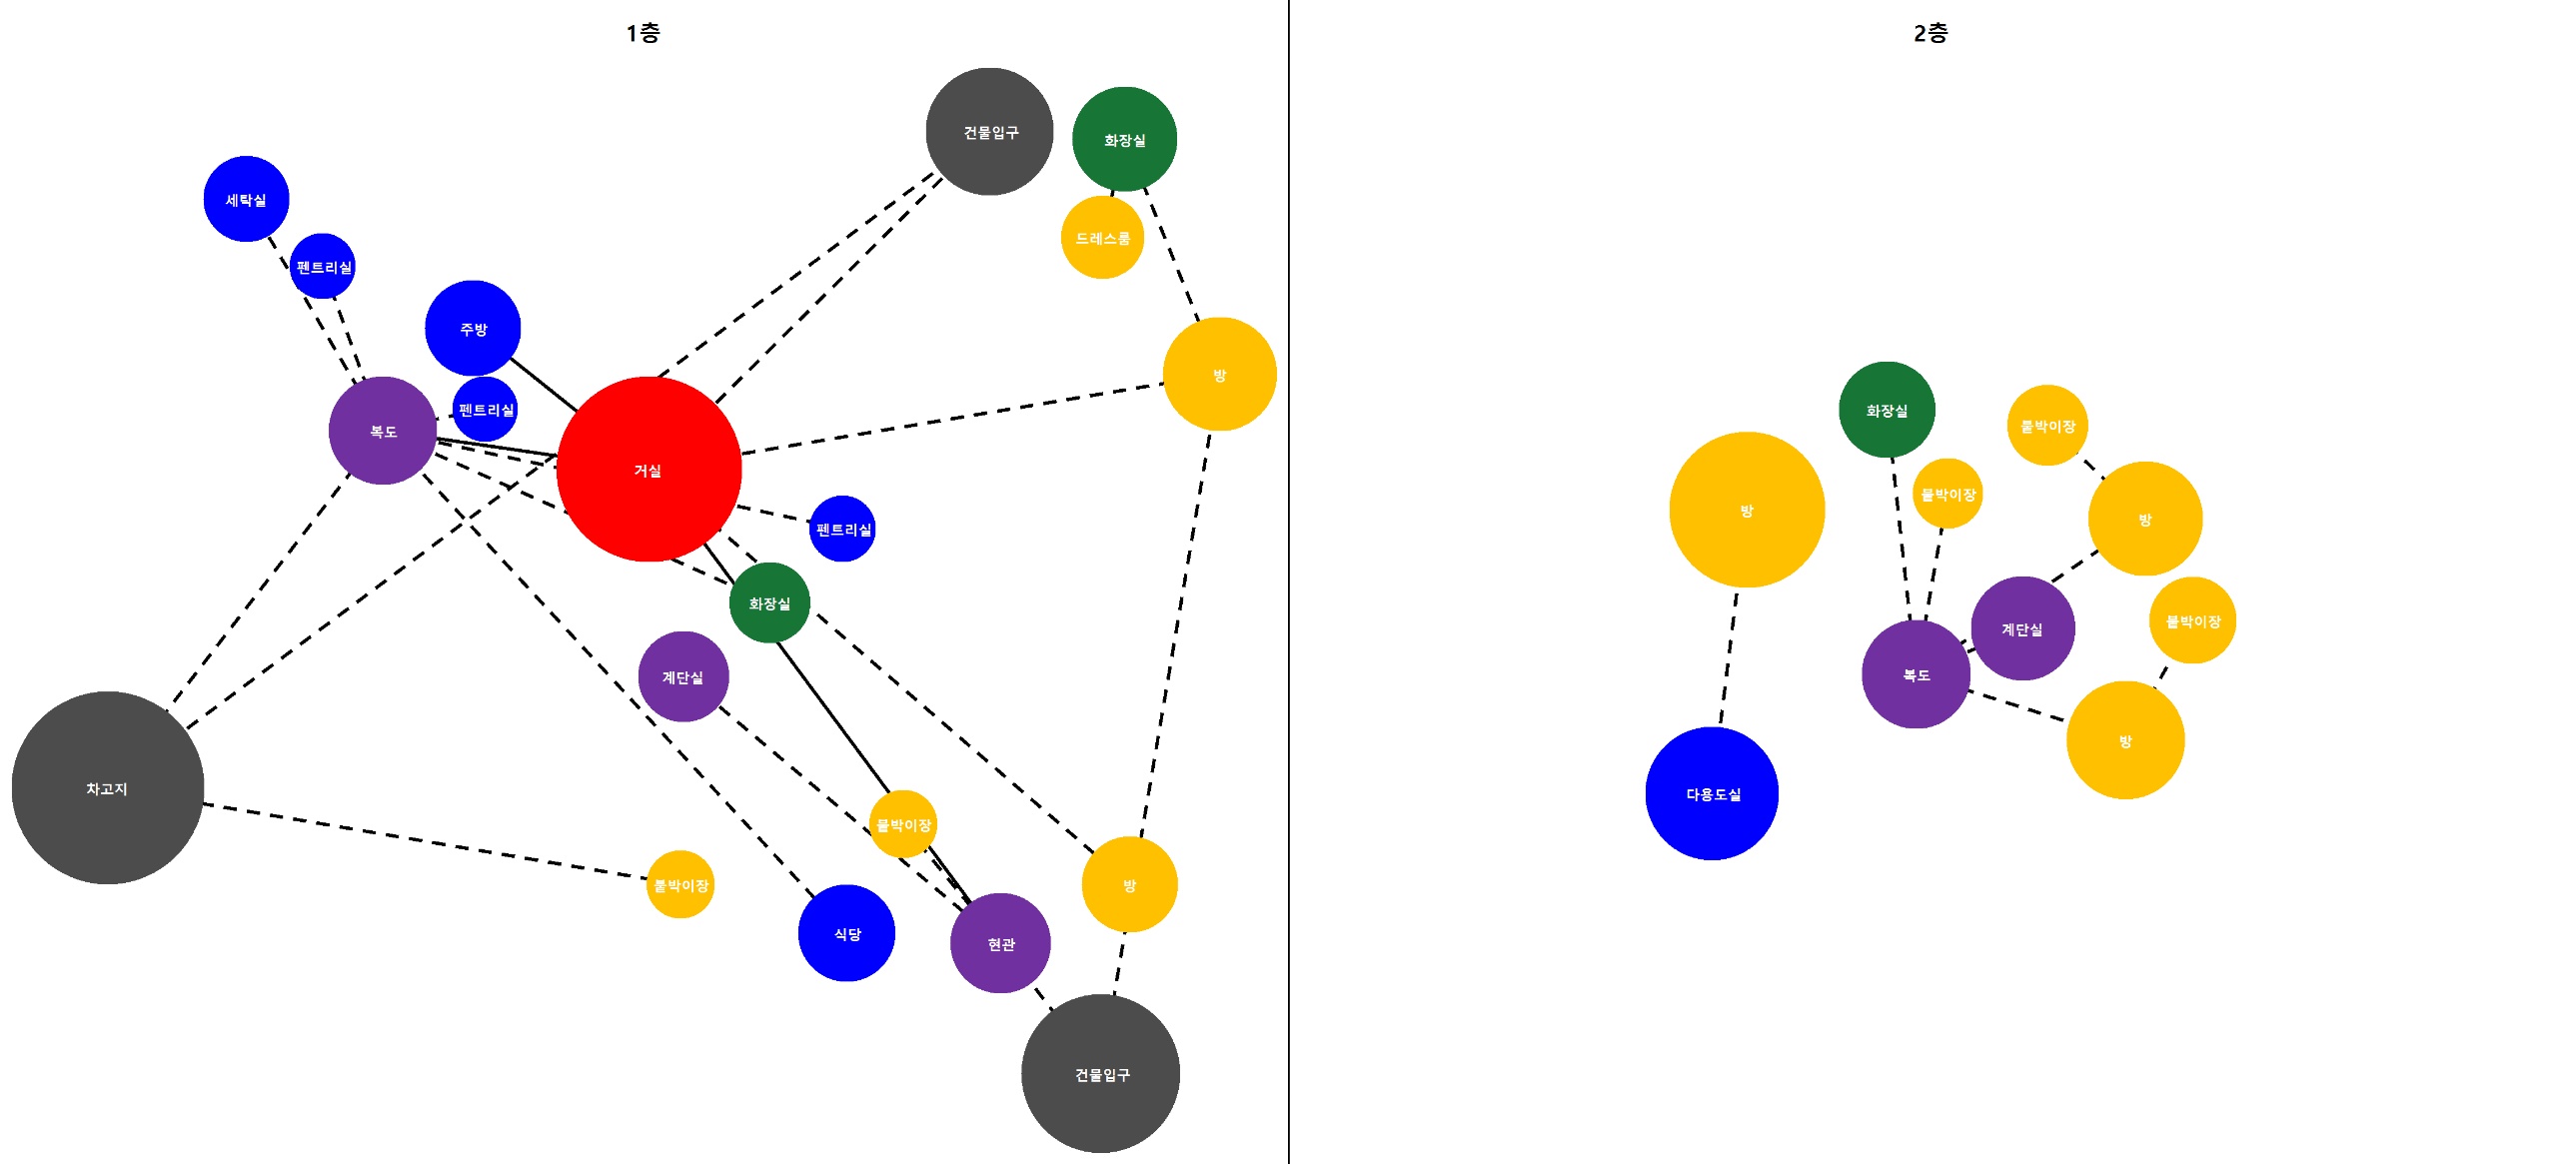 1층
건물입구
화장실
세탁실
드레스룸
펜트리실
주방
방
펜트리실
복도
거실
펜트리실
화장실
계단실
차고지
붙박이장
붙박이장
방
식당
현관
건물입구
2층
화장실
붙박이장
붙박이장
방
방
붙박이장
계단실
복도
방
다용도실